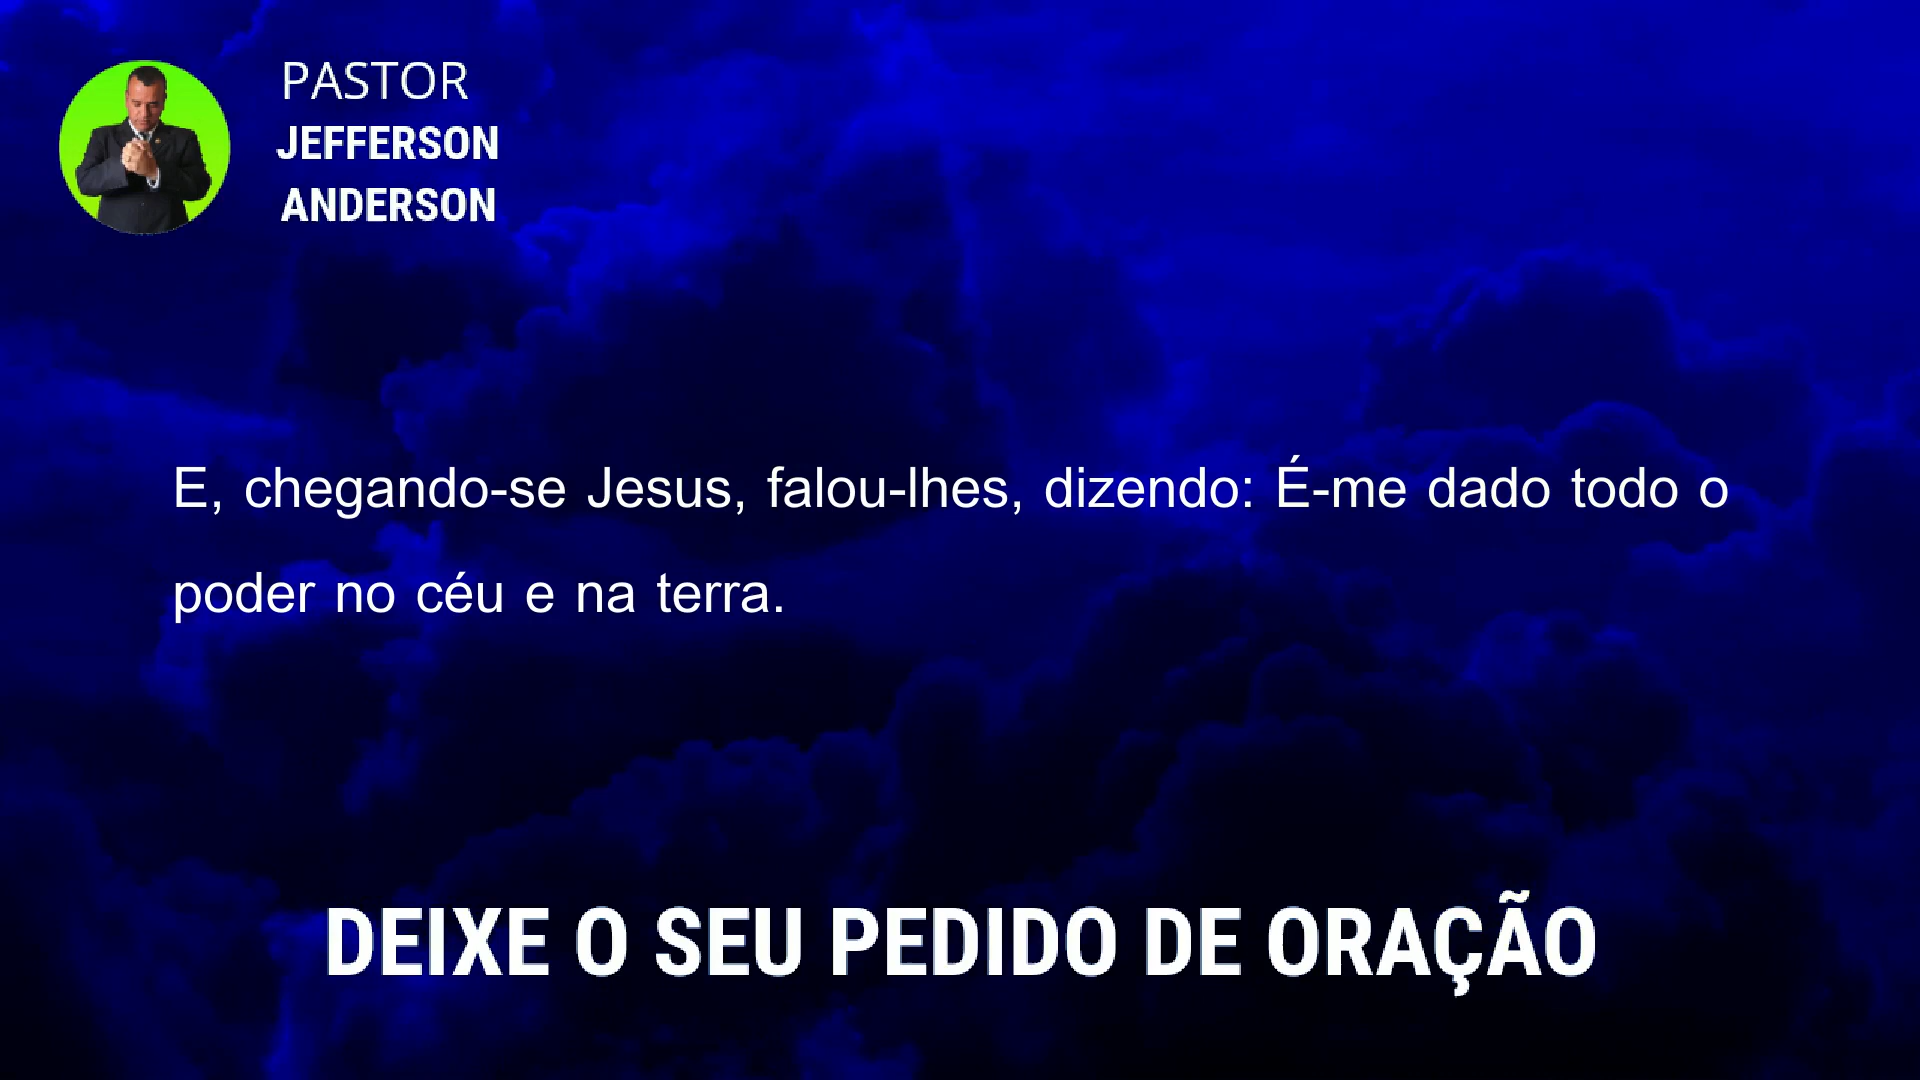 PASTOR
JEFFERSON
ANDERSON
E, chegando-se Jesus, falou-lhes, dizendo: É-me dado todo o
poder no céu e na terra.
DEIXE O SEU PEDIDO DE ORAÇÃO